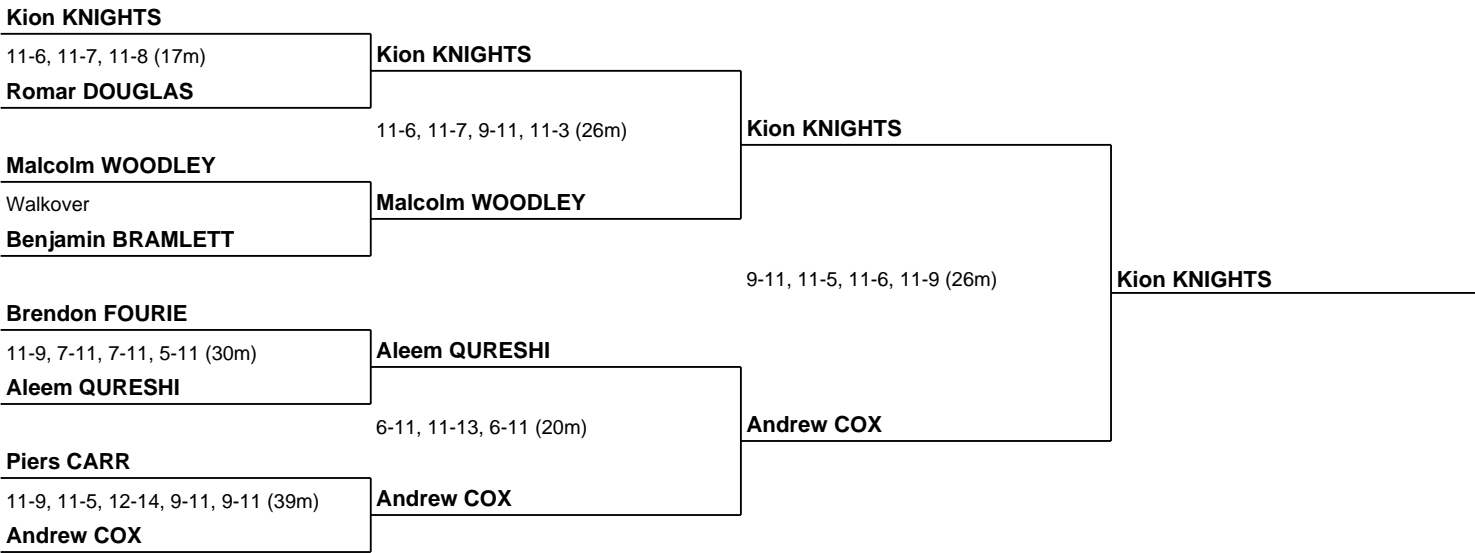 Kion KNIGHTS
11-6, 11-7, 11-8 (17m)
Romar DOUGLAS
Malcolm WOODLEY
Walkover
Benjamin BRAMLETT
Brendon FOURIE
11-9, 7-11, 7-11, 5-11 (30m)
Aleem QURESHI
Piers CARR
11-9, 11-5, 12-14, 9-11, 9-11 (39m)
Andrew COX
Kion KNIGHTS
11-6, 11-7, 9-11, 11-3 (26m)
Malcolm WOODLEY
Aleem QURESHI
6-11, 11-13, 6-11 (20m)
Andrew COX
Kion KNIGHTS
9-11, 11-5, 11-6, 11-9 (26m)
Andrew COX
Kion KNIGHTS